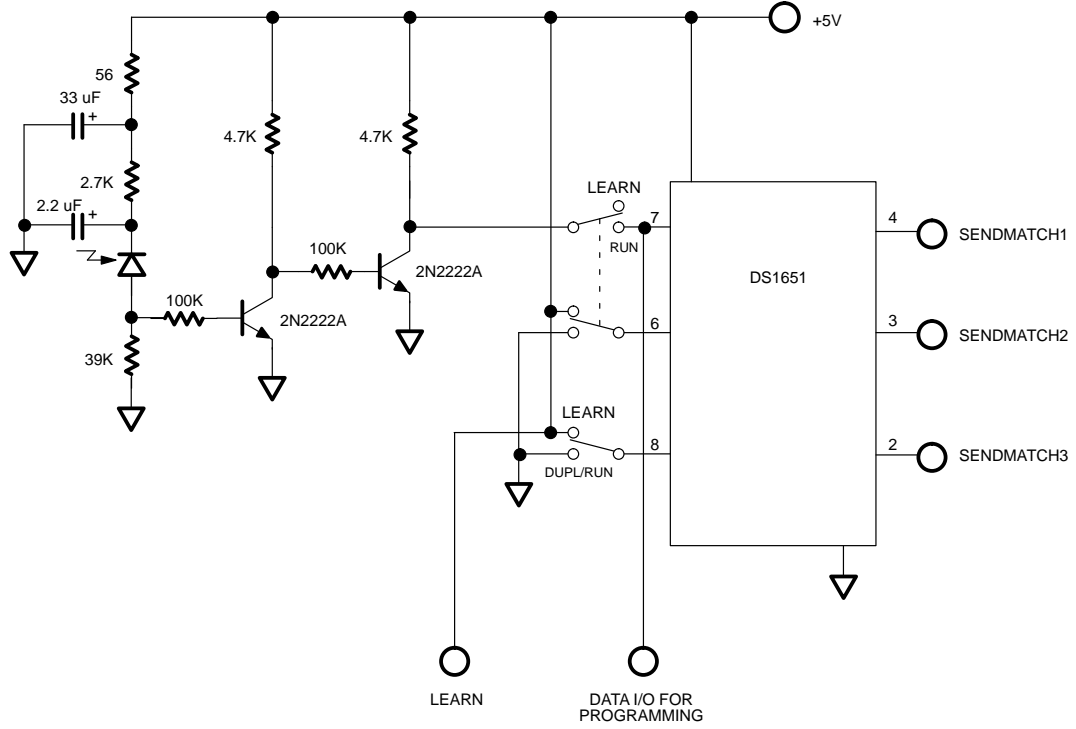 +5V
56
33 uF
+
4.7K
4.7K
2.7K
2.2 uF
+
LEARN
7
RUN
4
SENDMATCH1
100K
2N2222A
DS1651
100K
2N2222A
6
3
SENDMATCH2
39K
LEARN
8
DUPL/RUN
2
SENDMATCH3
LEARN
DATA I/O FOR
PROGRAMMING